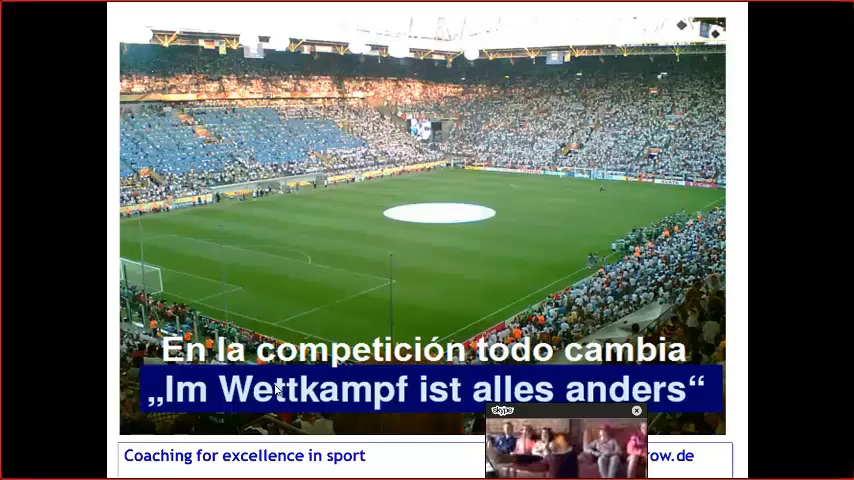 En la competición todo cambia
„Im Wettkampf ist alles anders“
skype
Coaching for excellence in sport
row.de